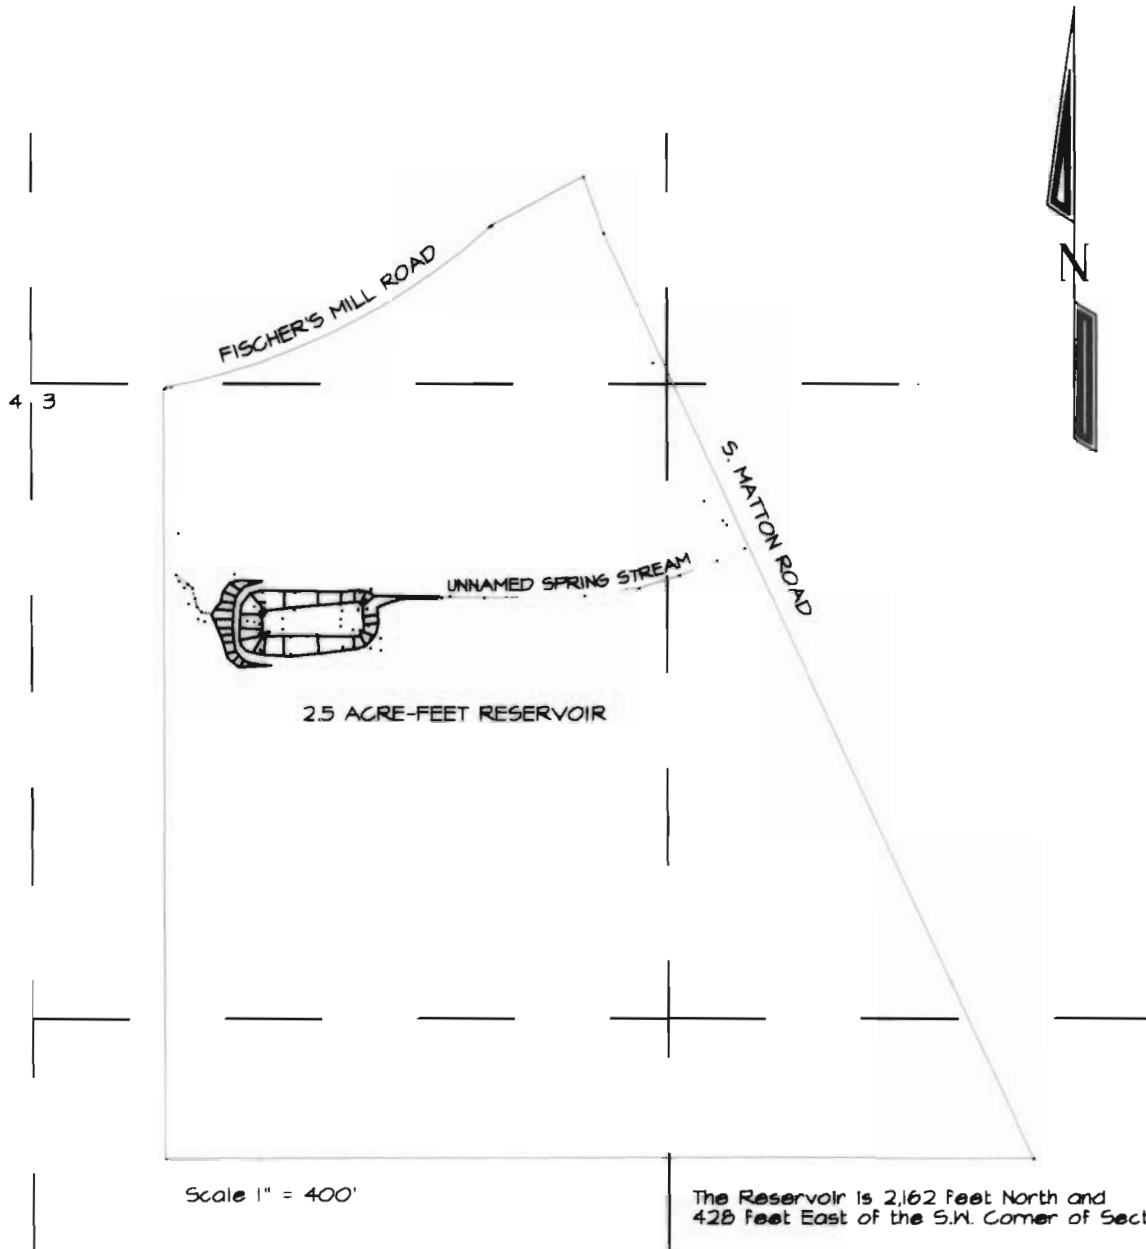 N
FISCHER'S MILL ROAD
4 3
S. MATTON ROAD
UNNAMED SPRING STREAM
2.5 ACRE-FEET RESERVOIR
Scale 1" = 400'
The Reservoir is 2,162 feet North and
428 feet East of the S.W. Corner of Sect